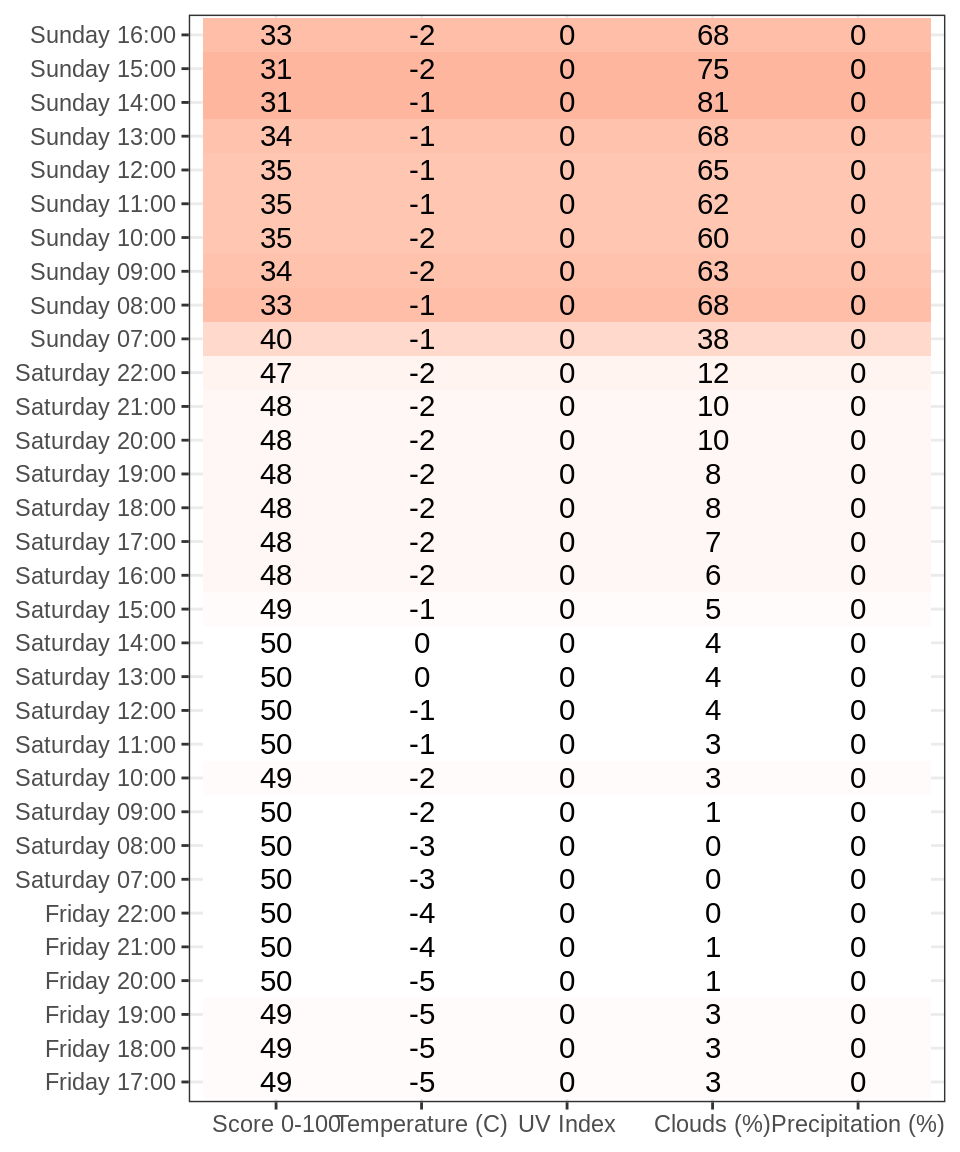 Sunday 16:00 33 -2 0 68 0
Sunday 15:00 31 -2 0 75 0
Sunday 14:00 31 -1 0 81 0
Sunday 13:00 34 -1 0 68 0
Sunday 12:00 35 -1 0 65 0
Sunday 11:00 35 -1 0 62 0
Sunday 10:00 35 -2 0 60 0
Sunday 09:00 34 -2 0 63 0
Sunday 08:00 33 -1 0 68 0
Sunday 07:00 40 -1 0 38 0
Saturday 22:00 47 -2 0 12 0
Saturday 21:00 48 -2 0 10 0
Saturday 20:00 48 -2 0 10 0
Saturday 19:00 48 -2 0 8 0
Saturday 18:00 48 -2 0 8 0
Saturday 17:00 48 -2 0 7 0
Saturday 16:00 48 -2 0 6 0
Saturday 15:00 49 -1 0 5 0
Saturday 14:00 50 0 0 4 0
Saturday 13:00 50 0 0 4 0
Saturday 12:00 50 -1 0 4 0
Saturday 11:00 50 -1 0 3 0
Saturday 10:00 49 -2 0 3 0
Saturday 09:00 50 -2 0 1 0
Saturday 08:00 50 -3 0 0 0
Saturday 07:00 50 -3 0 0 0
Friday 22:00 50 -4 0 0 0
Friday 21:00 50 -4 0 1 0
Friday 20:00 50 -5 0 1 0
Friday 19:00 49 -5 0 3 0
Friday 18:00 49 -5 0 3 0
Friday 17:00 49 -5 0 3 0
Score 0-100 Temperature (C) UV Index Clouds (%) Precipitation (%)